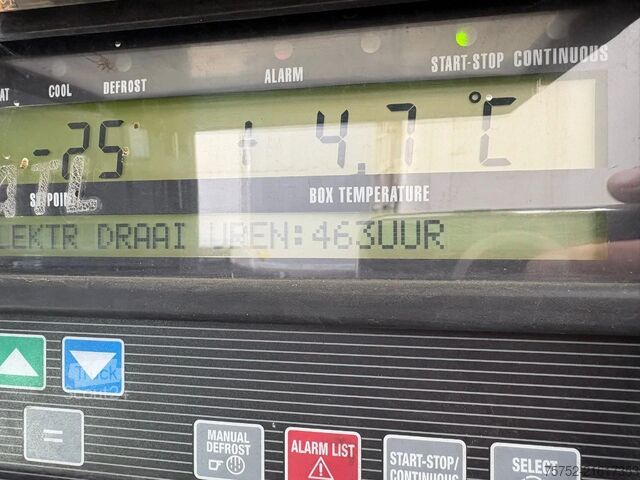 AT COOL DEFROST ALARM START-STOP CONTINUOUS
-25 + 4.7 °C
SETPOINT BOX TEMPERATURE
LEKTR DRAAI UREN:463UUR
=
MANUAL DEFROST
ALARM LIST
START-STOP/
CONTINUOUS
SELECT